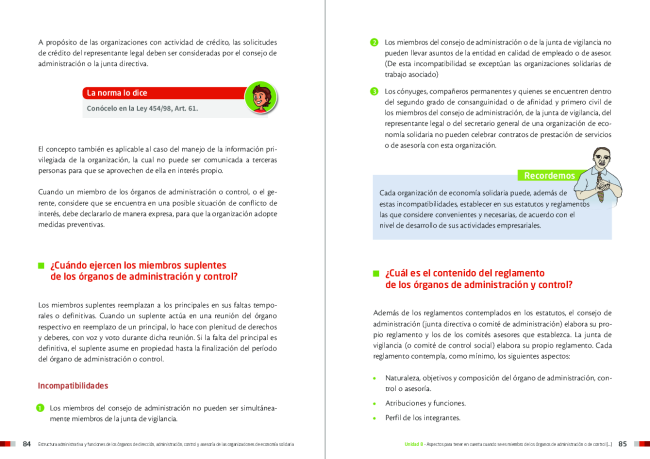 A propósito de las organizaciones con actividad de crédito, las solicitudes
de crédito del representante legal deben ser consideradas por el consejo de
administración o la junta directiva.
La norma lo dice
Conócelo en la Ley 454/98, Art. 61.
El concepto también es aplicable al caso del manejo de la información pri-
vilegiada de la organización, la cual no puede ser comunicada a terceras
personas para que se aprovechen de ella en interés propio.
Cuando un miembro de los órganos de administración o control, o el ge-
rente, considere que se encuentra en una posible situación de conflicto de
interés, debe declararlo de manera expresa, para que la organización adopte
medidas preventivas.
¿Cuándo ejercen los miembros suplentes
de los órganos de administración y control?
Los miembros suplentes reemplazan a los principales en sus faltas tempo-
rales o definitivas. Cuando un suplente actúa en una reunión del órgano
respectivo en reemplazo de un principal, lo hace con plenitud de derechos
y deberes, con voz y voto durante dicha reunión. Si la falta del principal es
definitiva, el suplente asume en propiedad hasta la finalización del período
del órgano de administración o control.
Incompatibilidades
1 Los miembros del consejo de administración no pueden ser simultánea-
mente miembros de la junta de vigilancia.
84 Estructura administrativa y funciones de los órganos de dirección, administración, control y asesoría de las organizaciones de economía solidaria
2 Los miembros del consejo de administración o de la junta de vigilancia no
pueden llevar asuntos de la entidad en calidad de empleado o de asesor.
(De esta incompatibilidad se exceptúan las organizaciones solidarias de
trabajo asociado)
3 Los cónyuges, compañeros permanentes y quienes se encuentren dentro
del segundo grado de consanguinidad o de afinidad y primero civil de
los miembros del consejo de administración, de la junta de vigilancia, del
representante legal o del secretario general de una organización de eco-
nomía solidaria no pueden celebrar contratos de prestación de servicios
o de asesoría con esta organización.
Recordemos
Cada organización de economía solidaria puede, además de
estas incompatibilidades, establecer en sus estatutos y reglamentos
las que considere convenientes y necesarias, de acuerdo con el
nivel de desarrollo de sus actividades empresariales.
¿Cuál es el contenido del reglamento
de los órganos de administración y control?
Además de los reglamentos contemplados en los estatutos, el consejo de
administración (junta directiva o comité de administración) elabora su pro-
pio reglamento y los de los comités asesores que establezca. La junta de
vigilancia (o comité de control social) elabora su propio reglamento. Cada
reglamento contempla, como mínimo, los siguientes aspectos:
• Naturaleza, objetivos y composición del órgano de administración, con-
trol o asesoría.
• Atribuciones y funciones.
• Perfil de los integrantes.
Unidad 8 - Aspectos para tener en cuenta cuando se es miembro de los órganos de administración o de control [...] 85